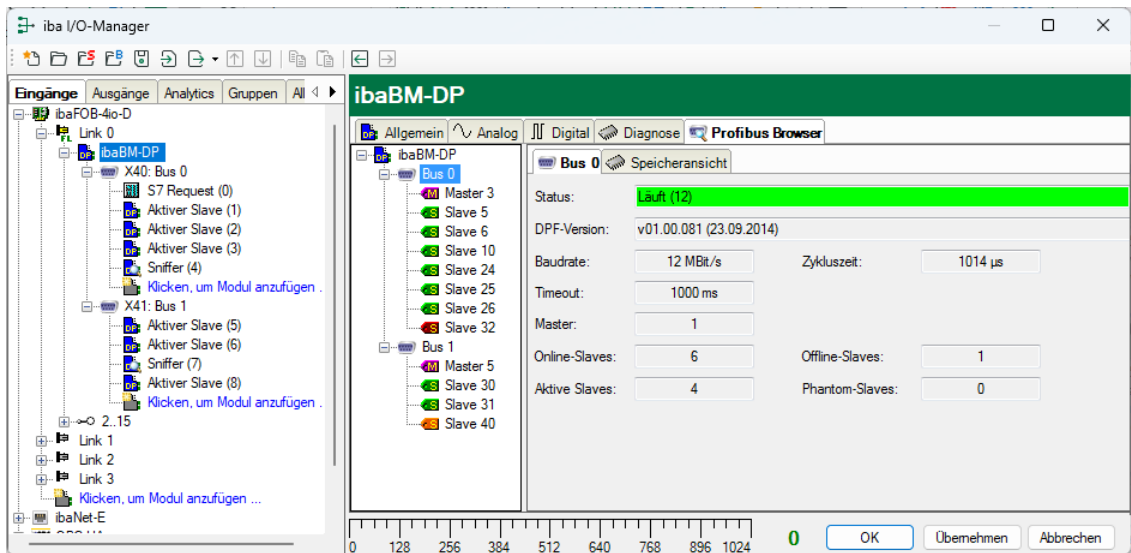 iba I/O-Manager
Eingänge Ausgänge Analytics Gruppen All
ibaFOB-4io-D
Link 0
ibaBM-DP
X40: Bus 0
S7 Request (0)
Aktiver Slave (1)
Aktiver Slave (2)
Aktiver Slave (3)
Sniffer (4)
Klicken, um Modul anzufügen .
X41: Bus 1
Aktiver Slave (5)
Aktiver Slave (6)
Sniffer (7)
Aktiver Slave (8)
Klicken, um Modul anzufügen .
2..15
Link 1
Link 2
Link 3
Klicken, um Modul anzufügen ...
ibaNet-E
ibaBM-DP
Allgemein Analog Digital Diagnose Profibus Browser
ibaBM-DP
Bus 0
Master 3
Slave 5
Slave 6
Slave 10
Slave 24
Slave 25
Slave 26
Slave 32
Bus 1
Master 5
Slave 30
Slave 31
Slave 40
Bus 0 Speicheransicht
Status: Läuft (12)
DPF-Version: v01.00.081 (23.09.2014)
Baudrate: 12 MBit/s Zykluszeit: 1014 µs
Timeout: 1000 ms
Master: 1
Online-Slaves: 6 Offline-Slaves: 1
Aktive Slaves: 4 Phantom-Slaves: 0
0 128 256 384 512 640 768 896 1024
0 OK Übernehmen Abbrechen